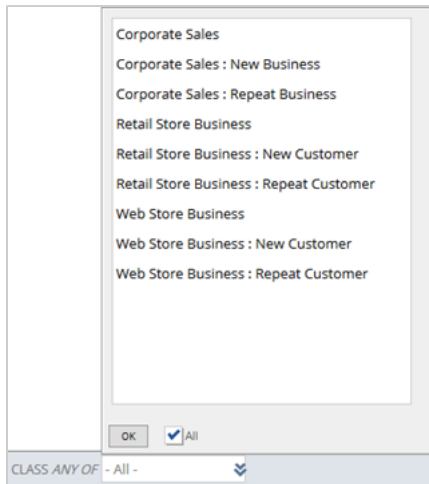 Corporate Sales
Corporate Sales : New Business
Corporate Sales : Repeat Business
Retail Store Business
Retail Store Business : New Customer
Retail Store Business : Repeat Customer
Web Store Business
Web Store Business : New Customer
Web Store Business : Repeat Customer
OK All
CLASS ANY OF - All -